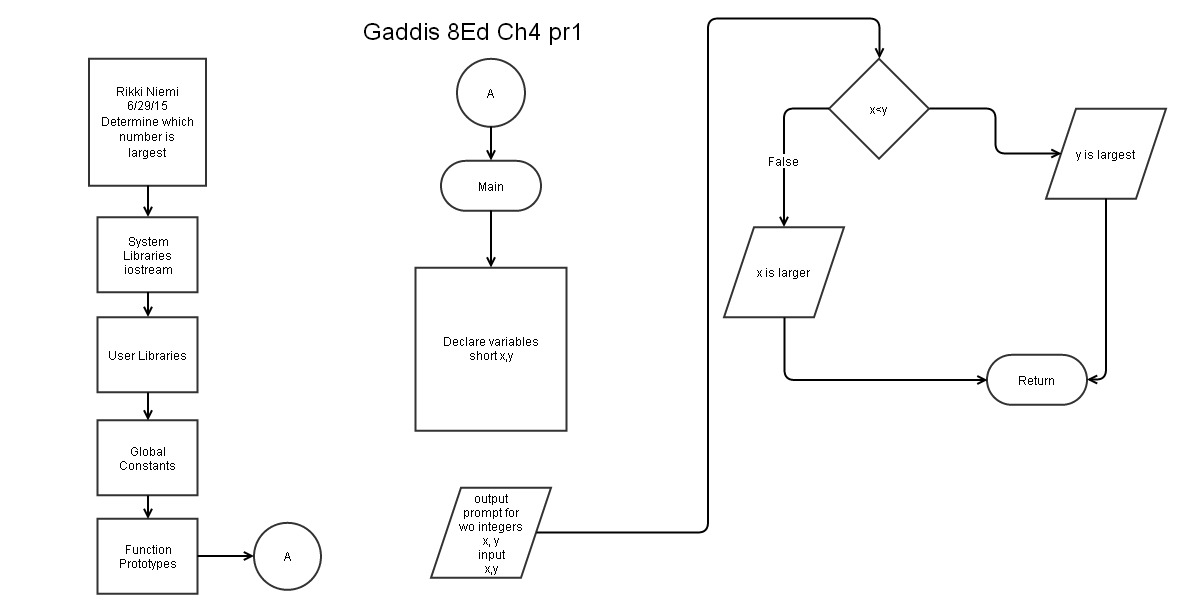 Gaddis 8Ed Ch4 pr1
Rikki Niemi
6/29/15
Determine which
number is
largest
System
Libraries
iostream
User Libraries
Global
Constants
Function
Prototypes
A
A
Main
Declare variables
short x,y
output
prompt for
wo integers
x, y
input
x,y
x<y
False
x is larger
y is largest
Return